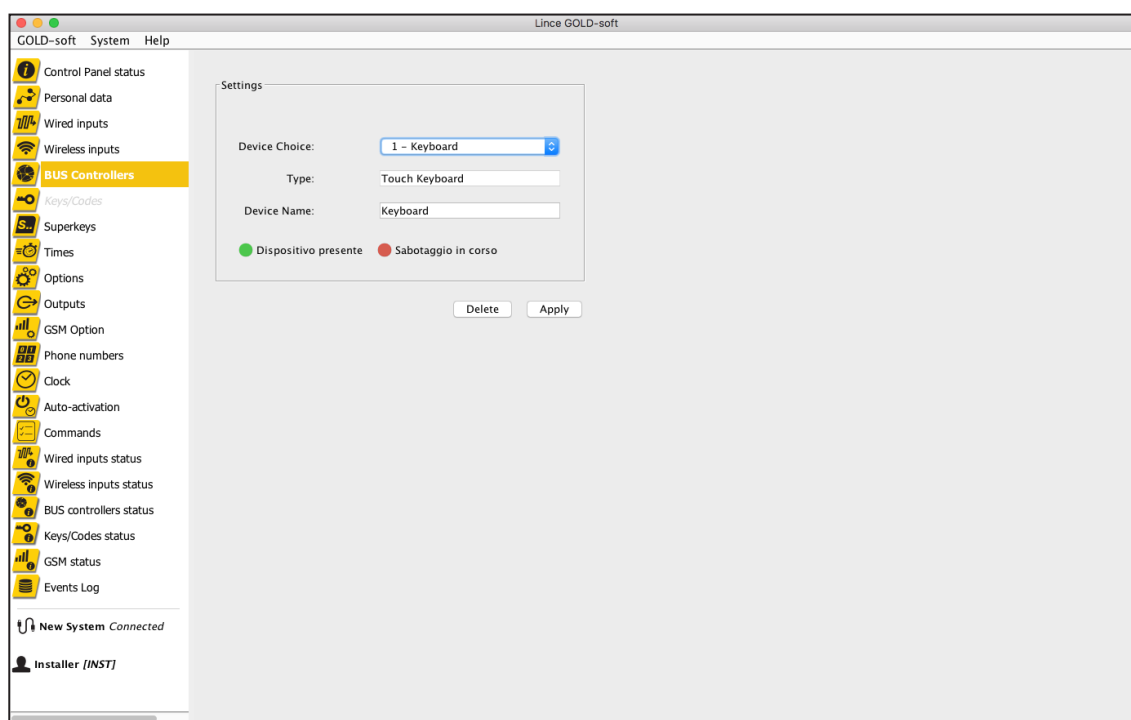 Lince GOLD-soft
GOLD-soft System Help
Control Panel status
Personal data
Wired inputs
Wireless inputs
BUS Controllers
Keys/Codes
Superkeys
Times
Options
Outputs
GSM Option
Phone numbers
Clock
Auto-activation
Commands
Wired inputs status
Wireless inputs status
BUS controllers status
Keys/Codes status
GSM status
Events Log
New System Connected
Installer [INST]
Settings
Device Choice: 1 - Keyboard
Type: Touch Keyboard
Device Name: Keyboard
Dispositivo presente Sabotaggio in corso
Delete Apply